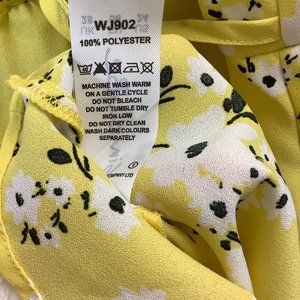 WJ902
100% POLYESTER
MACHINE WASH WARM
ON A GENTLE CYCLE
DO NOT BLEACH
DO NOT TUMBLE DRY
IRON LOW
DO NOT DRY CLEAN
WASH DARK COLOURS
SEPARATELY
LTD